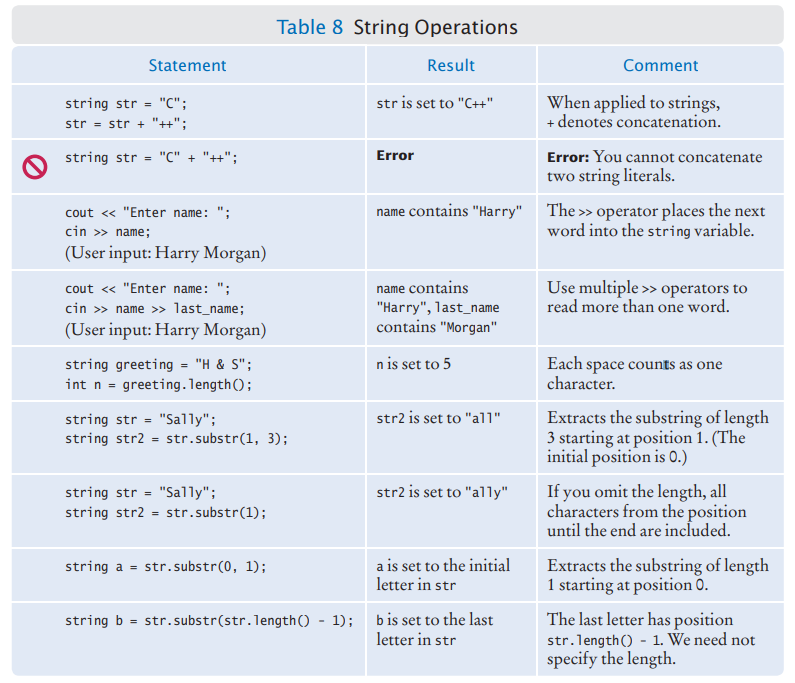 Table 8 String Operations
Statement
Result
Comment
string str = "C";
str = str + "++";
str is set to "C++"
When applied to strings,
+ denotes concatenation.
string str = "C" + "++";
Error
Error: You cannot concatenate
two string literals.
cout << "Enter name: ";
cin >> name;
(User input: Harry Morgan)
name contains "Harry"
The >> operator places the next
word into the string variable.
cout << "Enter name: ";
cin >> name >> last_name;
(User input: Harry Morgan)
name contains
"Harry", last_name
contains "Morgan"
Use multiple >> operators to
read more than one word.
string greeting = "H & S";
int n = greeting.length();
n is set to 5
Each space counts as one
character.
string str = "Sally";
string str2 = str.substr(1, 3);
str2 is set to "all"
Extracts the substring of length
3 starting at position 1. (The
initial position is 0.)
string str = "Sally";
string str2 = str.substr(1);
str2 is set to "ally"
If you omit the length, all
characters from the position
until the end are included.
string a = str.substr(0, 1);
a is set to the initial
letter in str
Extracts the substring of length
1 starting at position 0.
string b = str.substr(str.length() - 1);
b is set to the last
letter in str
The last letter has position
str.length() - 1. We need not
specify the length.